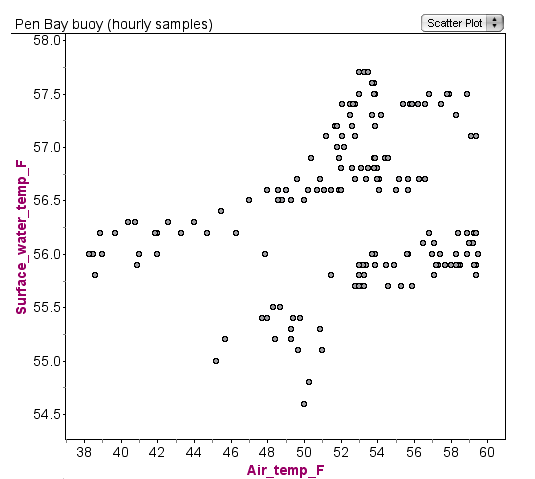 Pen Bay buoy (hourly samples)
Scatter Plot
58.0
57.5
57.0
56.5
56.0
55.5
55.0
54.5
Surface_water_temp_F
38 40 42 44 46 48 50 52 54 56 58 60
Air_temp_F